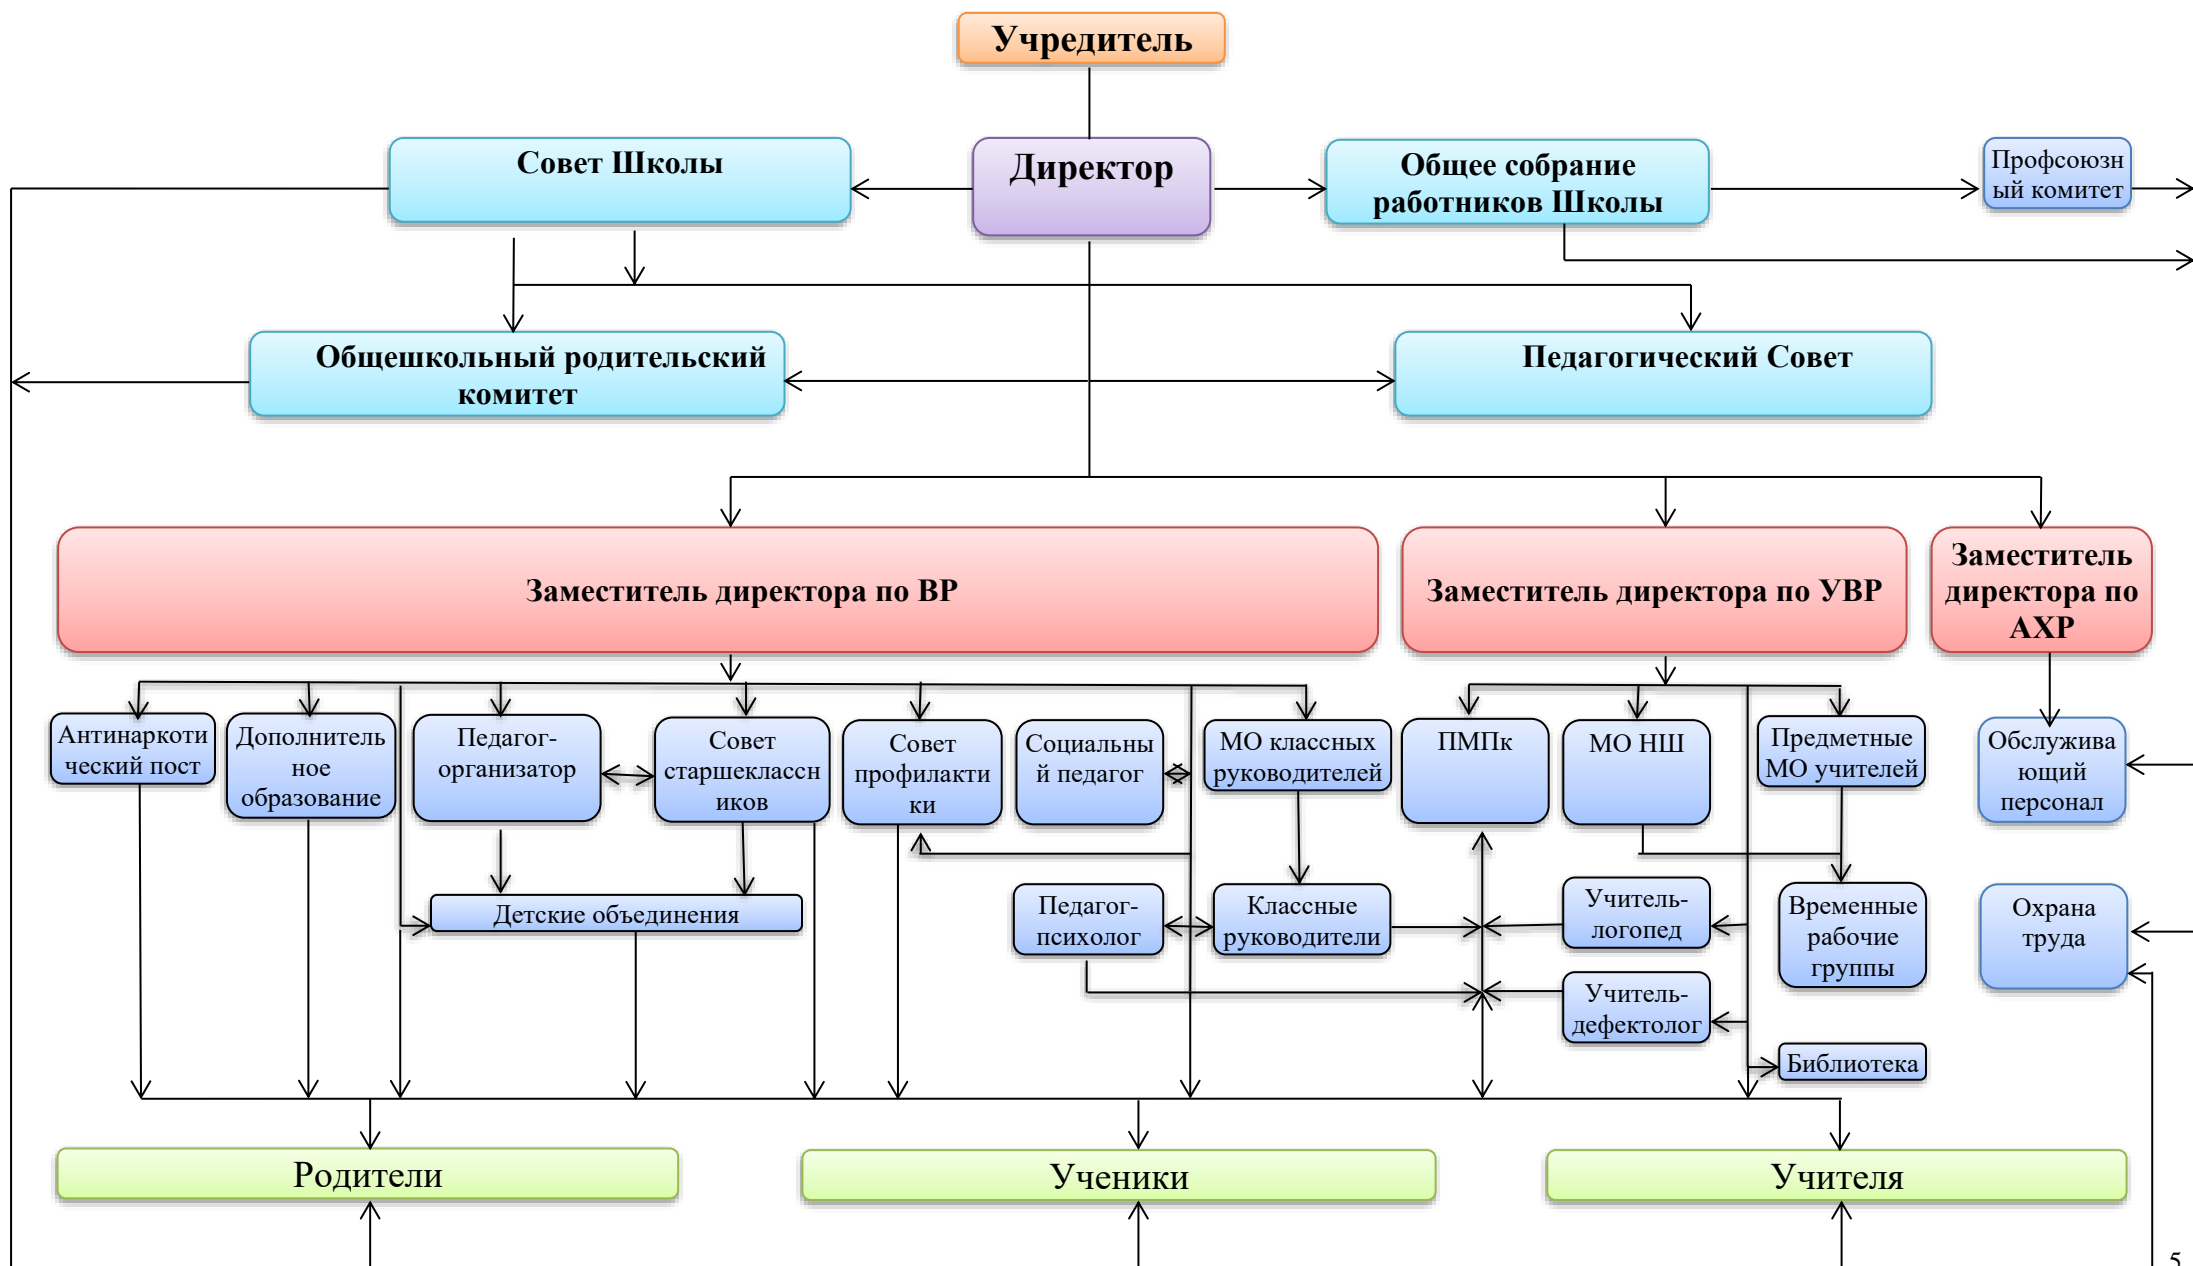 Учредитель
Совет Школы
Директор
Общее собрание
работников Школы
Профсоюзн
ый комитет
Общешкольный родительский
комитет
Педагогический Совет
Заместитель директора по ВР
Заместитель директора по УВР
Заместитель
директора по
АХР
Антинаркоти
ческий пост
Дополнитель
ное
образование
Педагог-
организатор
Совет
старшеклассн
иков
Совет
профилакти
ки
Социальны
й педагог
МО классных
руководителей
ПМПк
МО НШ
Предметные
МО учителей
Обслужива
ющий
персонал
Детские объединения
Педагог-
психолог
Классные
руководители
Учитель-
логопед
Временные
рабочие
группы
Охрана
труда
Учитель-
дефектолог
Библиотека
Родители
Ученики
Учителя
5